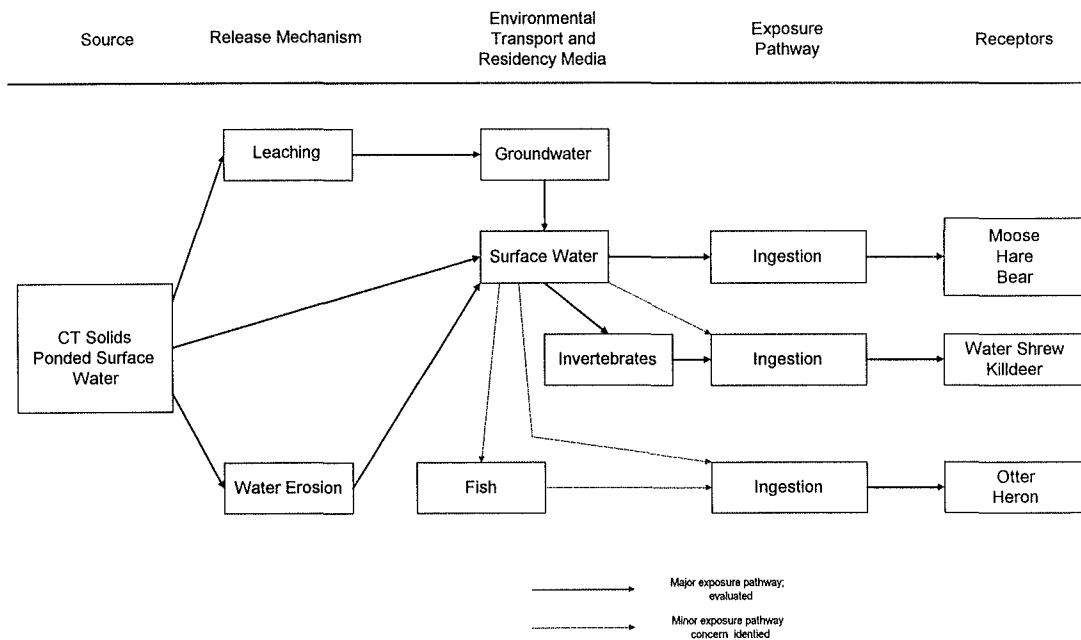 Source
Release Mechanism
Environmental
Transport and
Residency Media
Exposure
Pathway
Receptors
Leaching
Groundwater
Surface Water
Ingestion
Moose
Hare
Bear
CT Solids
Ponded Surface
Water
Invertebrates
Ingestion
Water Shrew
Killdeer
Water Erosion
Fish
Ingestion
Otter
Heron
Major exposure pathway;
evaluated
Minor exposure pathway
concern identied